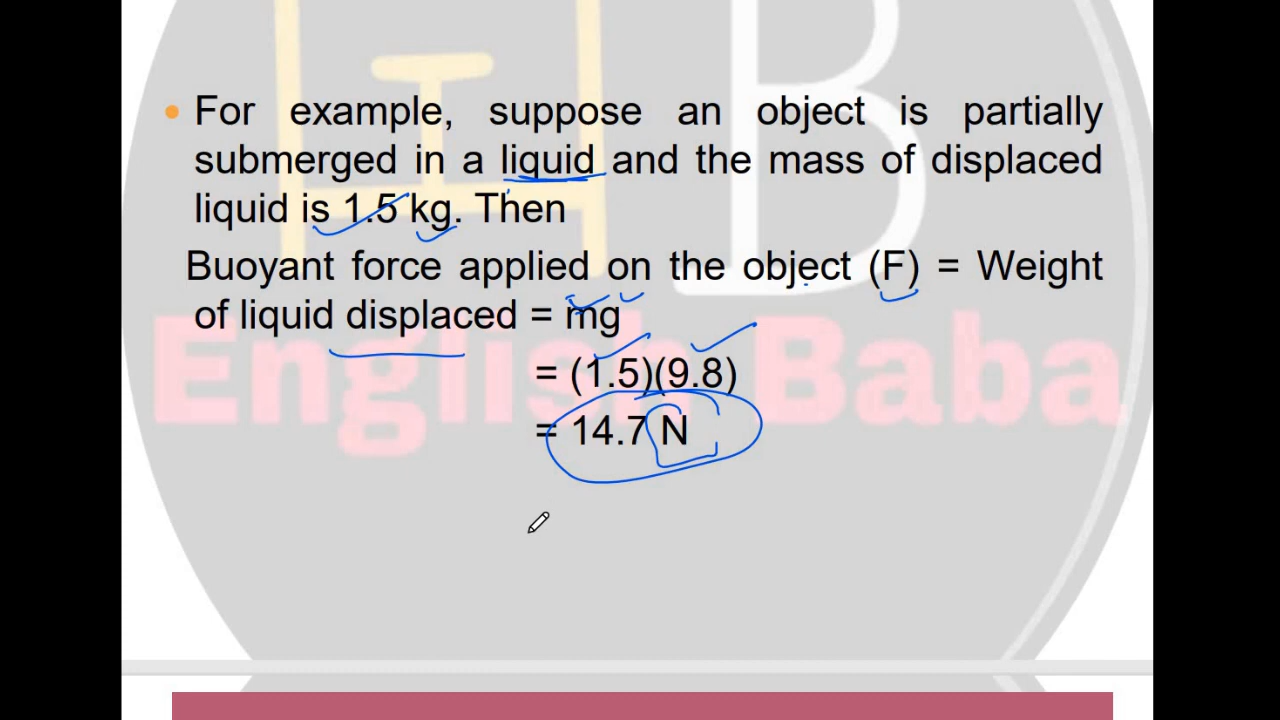 • For example, suppose an object is partially
submerged in a liquid and the mass of displaced
liquid is 1.5 kg. Then
Buoyant force applied on the object (F) = Weight
of liquid displaced = mg
= (1.5)(9.8)
= 14.7 N
English Baba